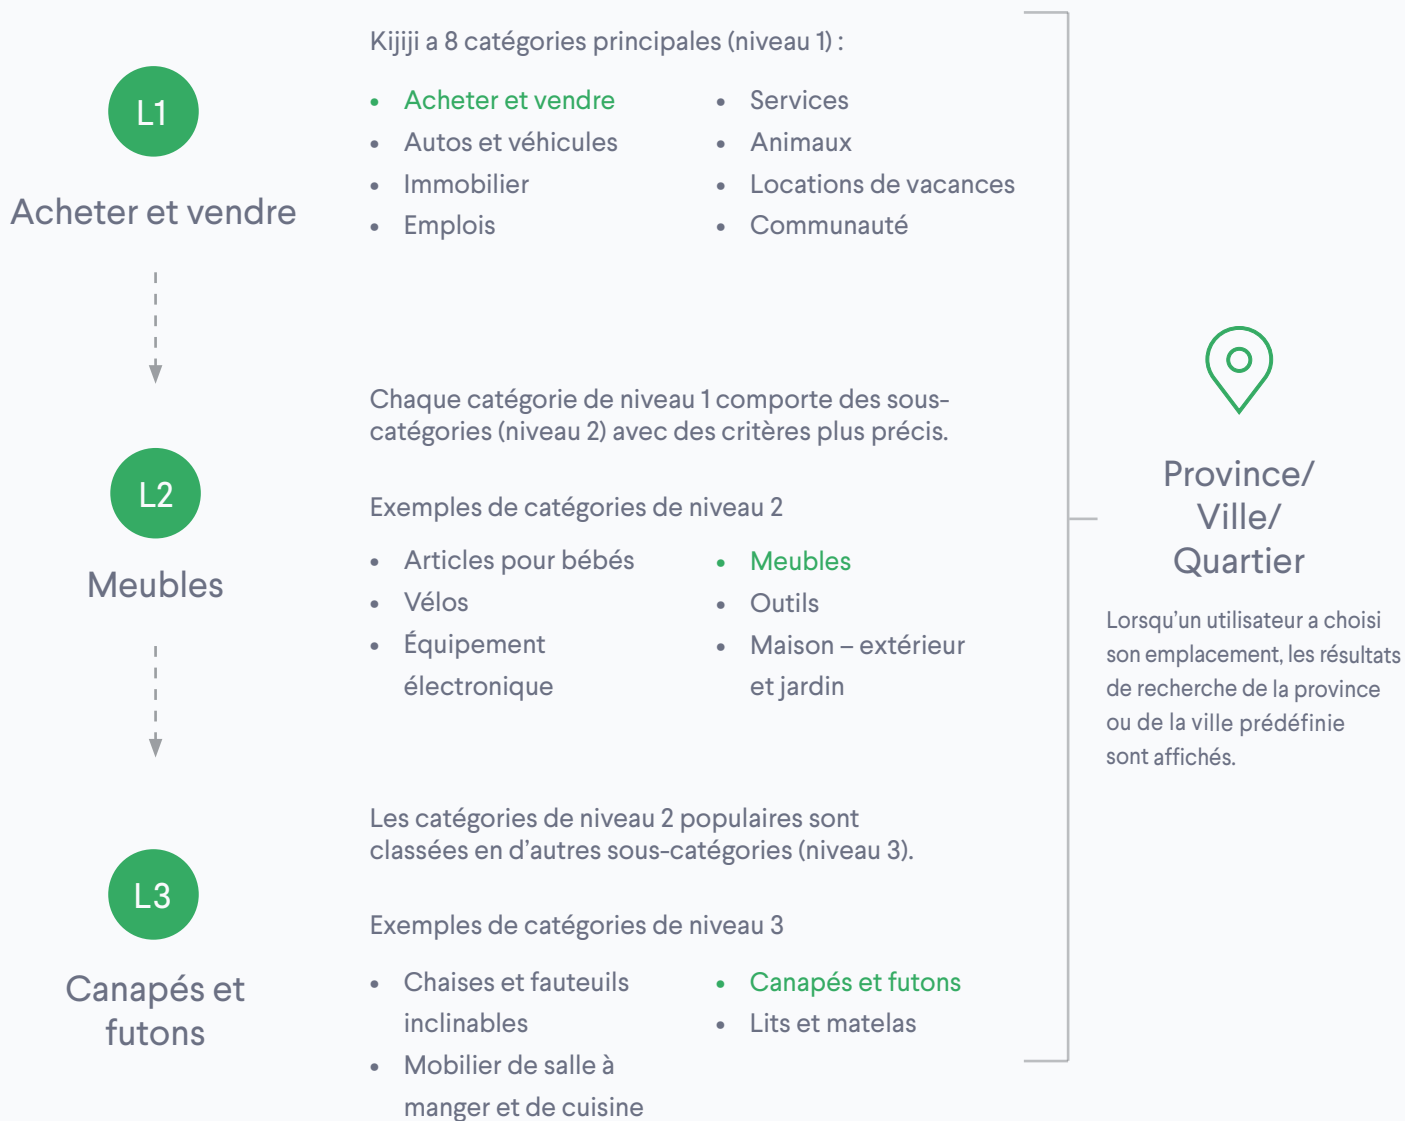 L1
Acheter et vendre
Kijiji a 8 catégories principales (niveau 1) :
• Acheter et vendre
• Autos et véhicules
• Immobilier
• Emplois
• Services
• Animaux
• Locations de vacances
• Communauté
L2
Meubles
Chaque catégorie de niveau 1 comporte des sous-
catégories (niveau 2) avec des critères plus précis.
Exemples de catégories de niveau 2
• Articles pour bébés
• Vélos
• Équipement
électronique
• Meubles
• Outils
• Maison – extérieur
et jardin
L3
Canapés et
futons
Les catégories de niveau 2 populaires sont
classées en d’autres sous-catégories (niveau 3).
Exemples de catégories de niveau 3
• Chaises et fauteuils
inclinables
• Mobilier de salle à
manger et de cuisine
• Canapés et futons
• Lits et matelas
Province/
Ville/
Quartier
Lorsqu’un utilisateur a choisi
son emplacement, les résultats
de recherche de la province
ou de la ville prédéfinie
sont affichés.